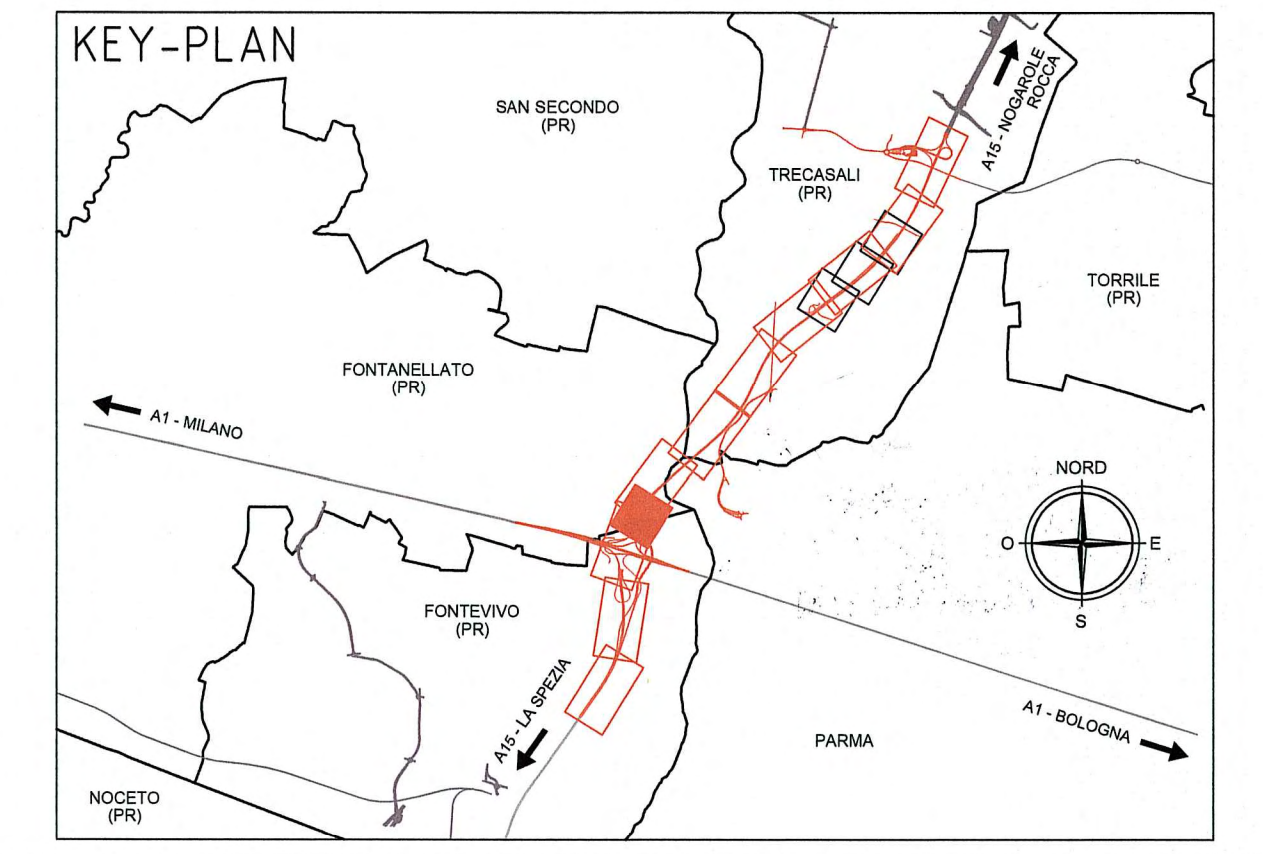 KEY-PLAN
SAN SECONDO
(PR)
A15 - NOGAROLE
ROCCA
TRECASALI
(PR)
TORRILE
(PR)
FONTANELLATO
(PR)
A1 - MILANO
NORD
O
E
S
FONTEVIVO
(PR)
A15 - LA SPEZIA
A1 - BOLOGNA
PARMA
NOCETO
(PR)